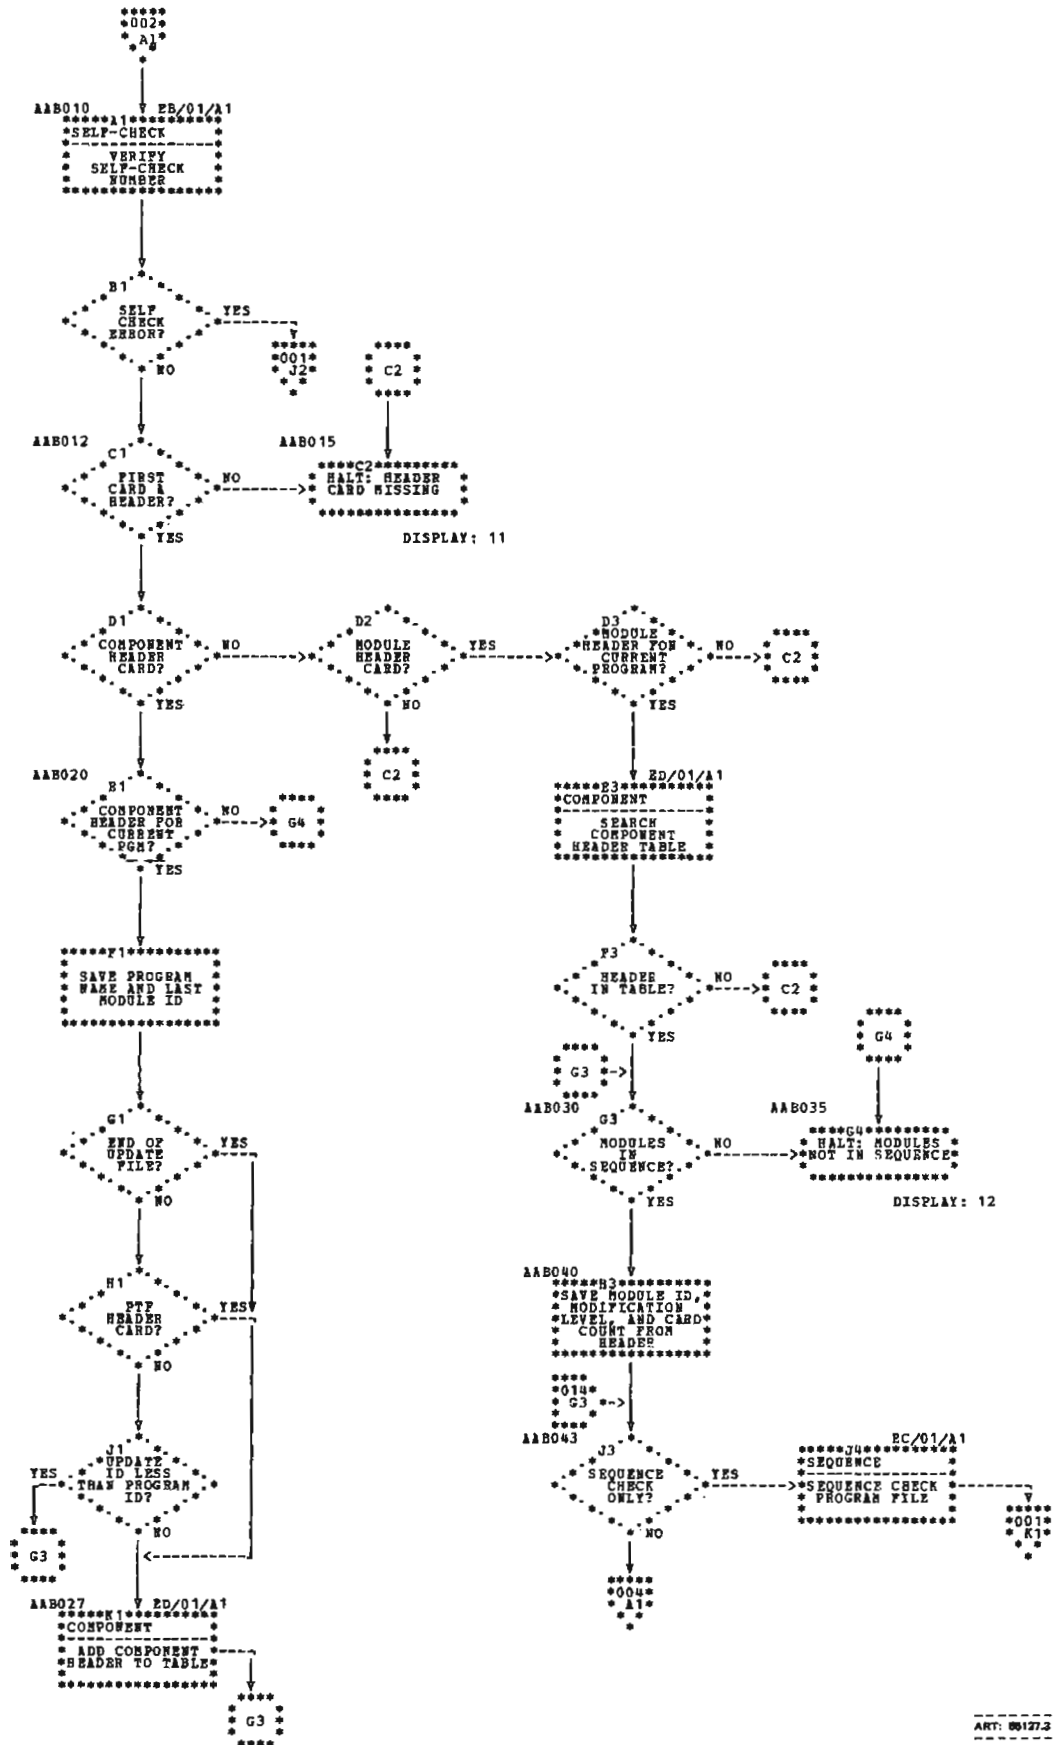 002
A1
AAB010 EB/01/A1
A1
SELF-CHECK
VERIFY
SELF-CHECK
NUMBER
B1
SELF
CHECK
ERROR?
YES
NO
001
J2
C2
AAB012
C1
FIRST
CARD A
HEADER?
NO
YES
AAB015
C2
HALT: HEADER
CARD MISSING
DISPLAY: 11
D1
COMPONENT
HEADER
CARD?
NO
YES
D2
MODULE
HEADER
CARD?
YES
NO
D3
MODULE
HEADER FOR
CURRENT
PROGRAM?
NO
YES
C2
C2
AAB020
E1
COMPONENT
HEADER FOR
CURRENT
PGM?
NO
YES
G4
ED/01/A1
E3
COMPONENT
SEARCH
COMPONENT
HEADER TABLE
F1
SAVE PROGRAM
NAME AND LAST
MODULE ID
F3
HEADER
IN TABLE?
NO
YES
C2
G4
G3
G1
END OF
UPDATE
FILE?
YES
NO
AAB030
G3
MODULES
IN
SEQUENCE?
NO
YES
AAB035
G4
HALT: MODULES
NOT IN SEQUENCE
DISPLAY: 12
H1
PTF
HEADER
CARD?
YES
NO
AAB040
H3
SAVE MODULE ID,
MODIFICATION
LEVEL, AND CARD
COUNT FROM
HEADER
014
G3
J1
UPDATE
ID LESS
THAN PROGRAM
ID?
YES
NO
G3
AAB043
J3
SEQUENCE
CHECK
ONLY?
YES
NO
EC/01/A1
J4
SEQUENCE
SEQUENCE CHECK
PROGRAM FILE
001
K1
004
A1
AAB027 ED/01/A1
K1
COMPONENT
ADD COMPONENT
HEADER TO TABLE
G3